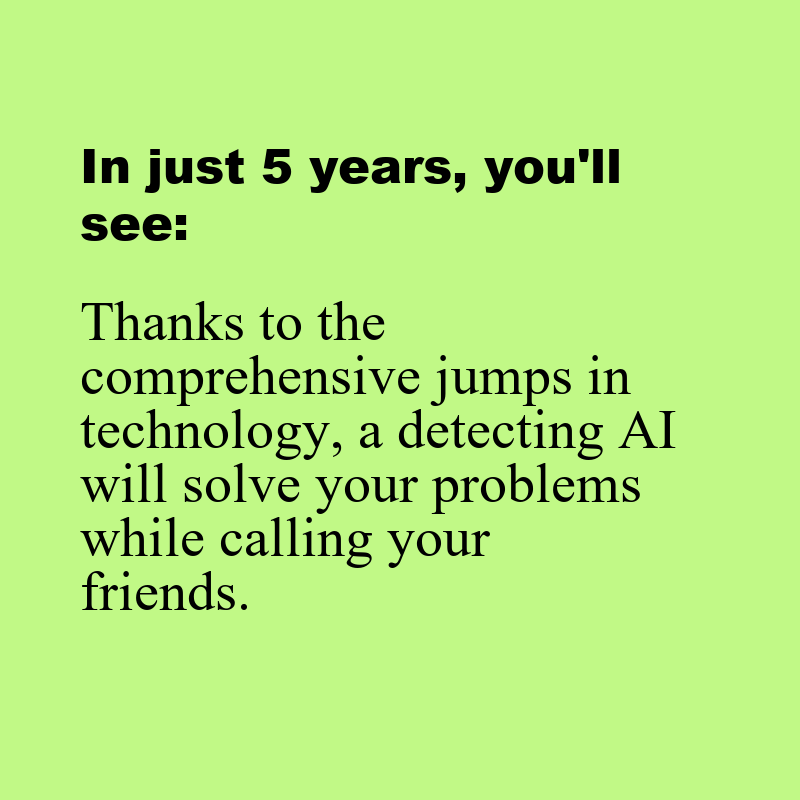 In just 5 years, you'll
see:
Thanks to the
comprehensive jumps in
technology, a detecting AI
will solve your problems
while calling your
friends.